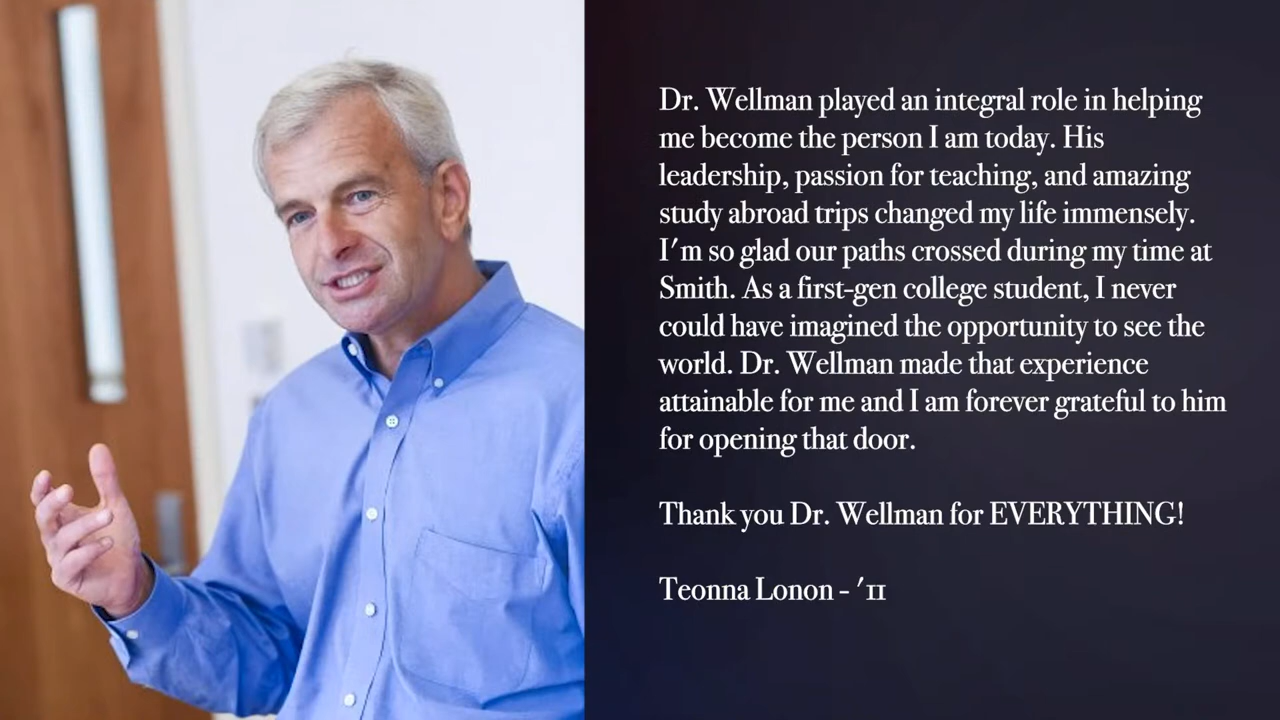 Dr. Wellman played an integral role in helping
me become the person I am today. His
leadership, passion for teaching, and amazing
study abroad trips changed my life immensely.
I'm so glad our paths crossed during my time at
Smith. As a first-gen college student, I never
could have imagined the opportunity to see the
world. Dr. Wellman made that experience
attainable for me and I am forever grateful to him
for opening that door.
Thank you Dr. Wellman for EVERYTHING!
Teonna Lonon - '11